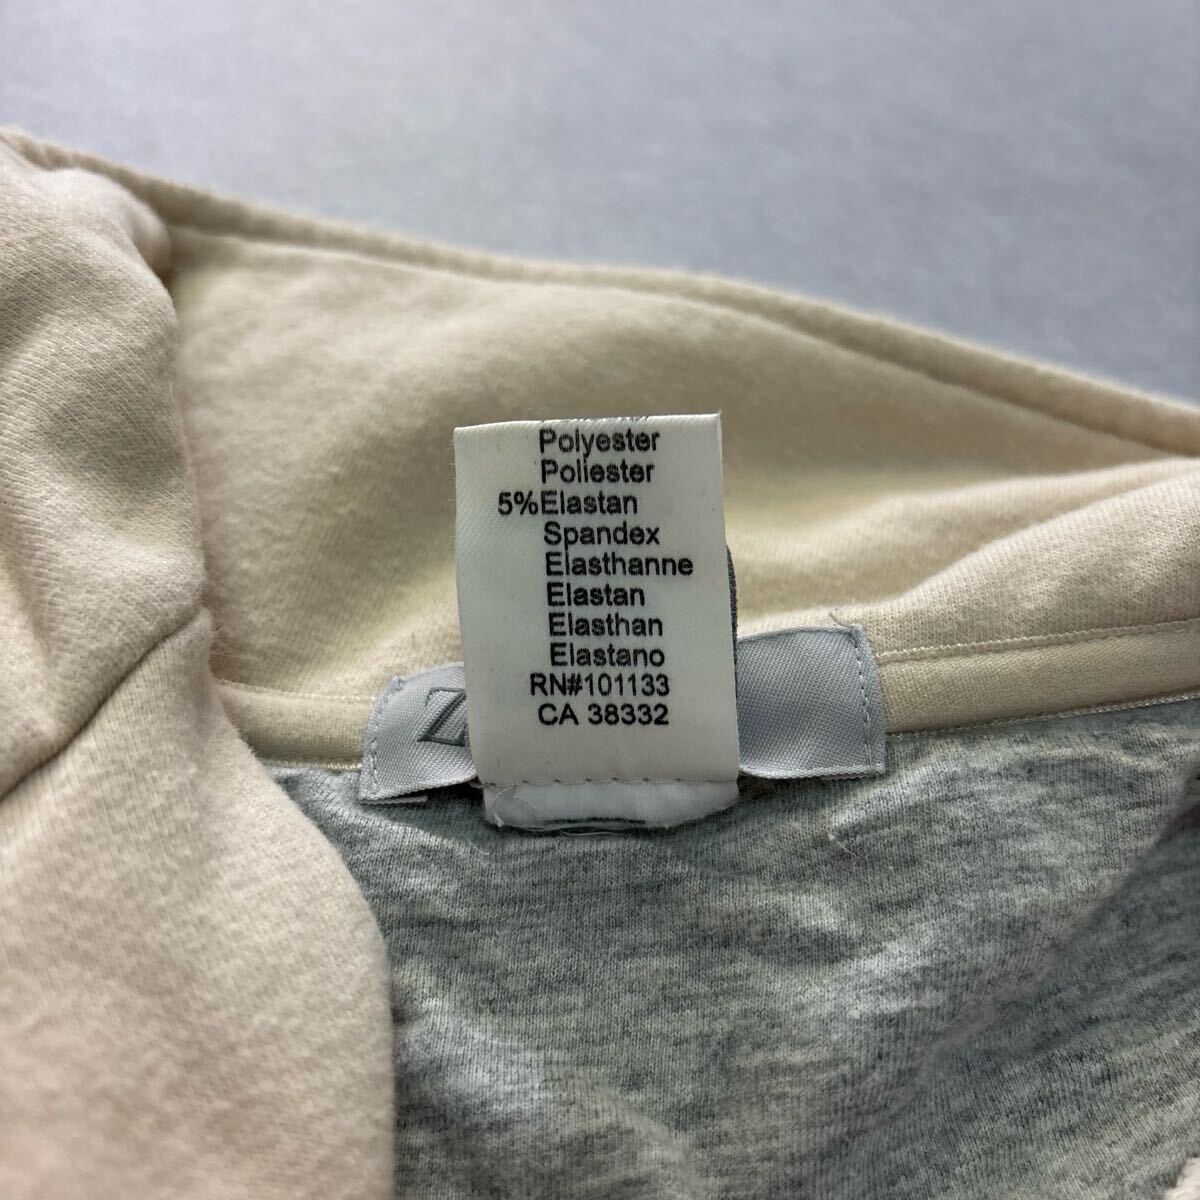 Polyester
Poliester
5%Elastan
Spandex
Elasthanne
Elastan
Elasthan
Elastano
RN#101133
CA 38332
Z